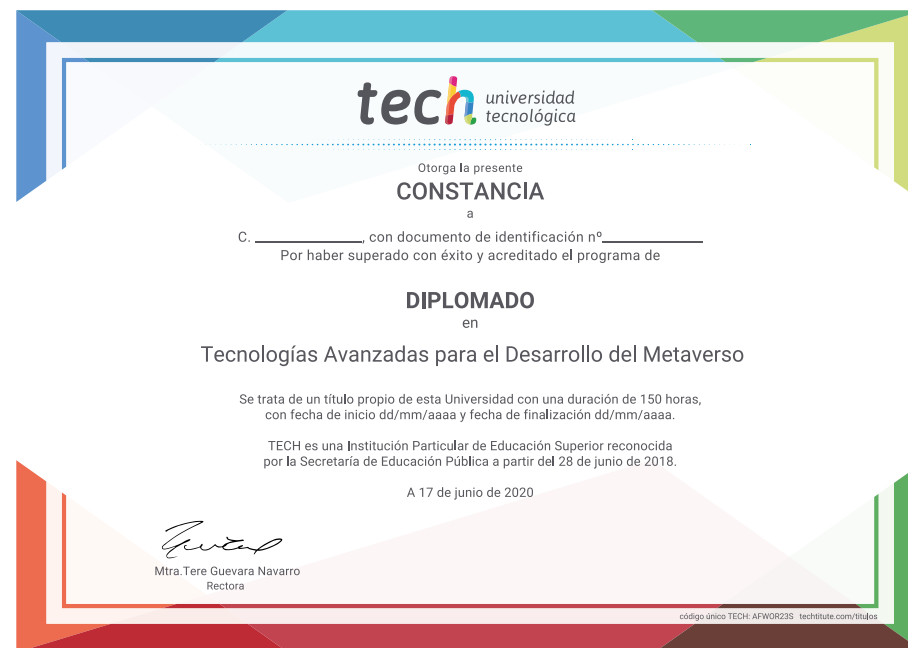 tech universidad
tecnológica
Otorga la presente
CONSTANCIA
a
C. ____________, con documento de identificación nº____________
Por haber superado con éxito y acreditado el programa de
DIPLOMADO
en
Tecnologías Avanzadas para el Desarrollo del Metaverso
Se trata de un título propio de esta Universidad con una duración de 150 horas,
con fecha de inicio dd/mm/aaaa y fecha de finalización dd/mm/aaaa.
TECH es una Institución Particular de Educación Superior reconocida
por la Secretaría de Educación Pública a partir del 28 de junio de 2018.
A 17 de junio de 2020
Mtra.Tere Guevara Navarro
Rectora
código único TECH: AFWOR23S techtitute.com/titulos